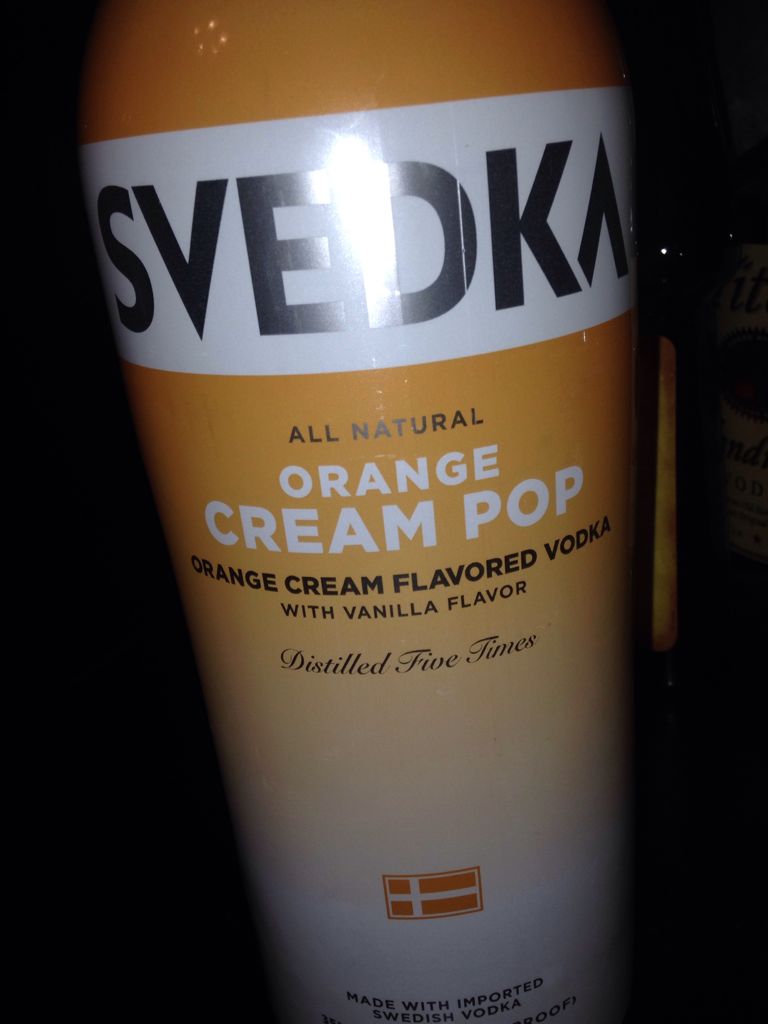 SVEDKA
ALL NATURAL
ORANGE
CREAM POP
ORANGE CREAM FLAVORED VODKA
WITH VANILLA FLAVOR
Distilled Five Times
MADE WITH IMPORTED
SWEDISH VODKA